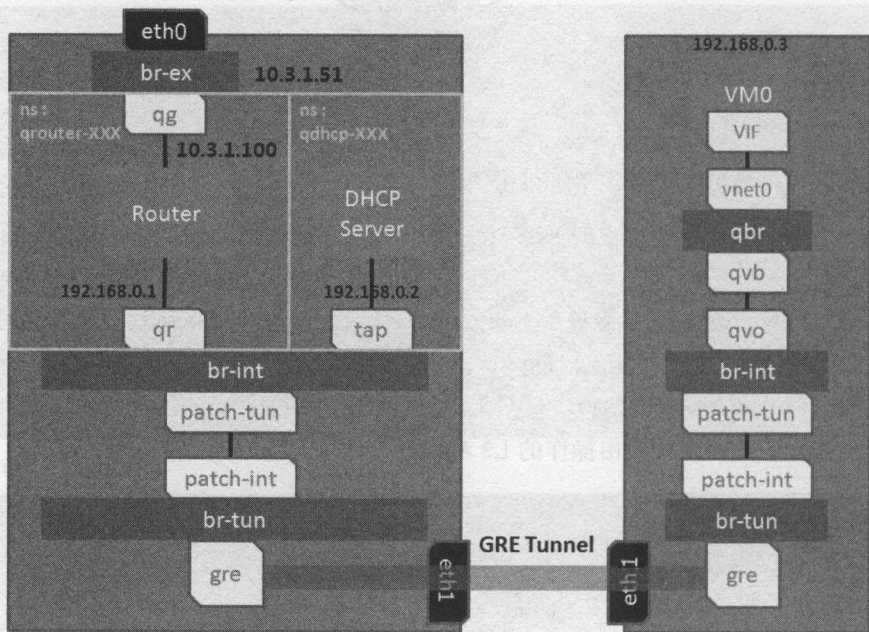 eth0
br-ex
10.3.1.51
ns:
qrouter-XXX
qg
10.3.1.100
Router
192.168.0.1
qr
ns:
qdhcp-XXX
DHCP
Server
192.168.0.2
tap
br-int
patch-tun
patch-int
br-tun
gre
eth1
GRE Tunnel
192.168.0.3
VM0
VIF
vnet0
qbr
qvb
qvo
br-int
patch-tun
patch-int
br-tun
eth 1
gre